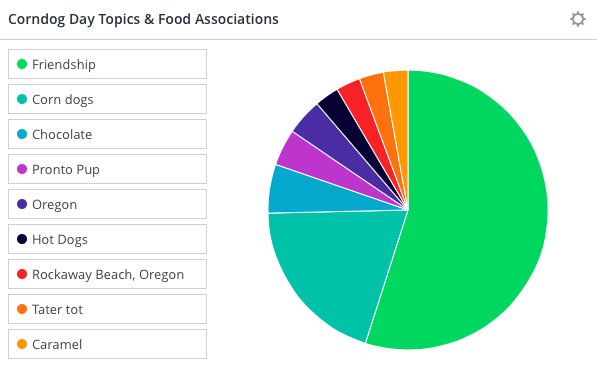 Corndog Day Topics & Food Associations
Friendship
Corn dogs
Chocolate
Pronto Pup
Oregon
Hot Dogs
Rockaway Beach, Oregon
Tater tot
Caramel